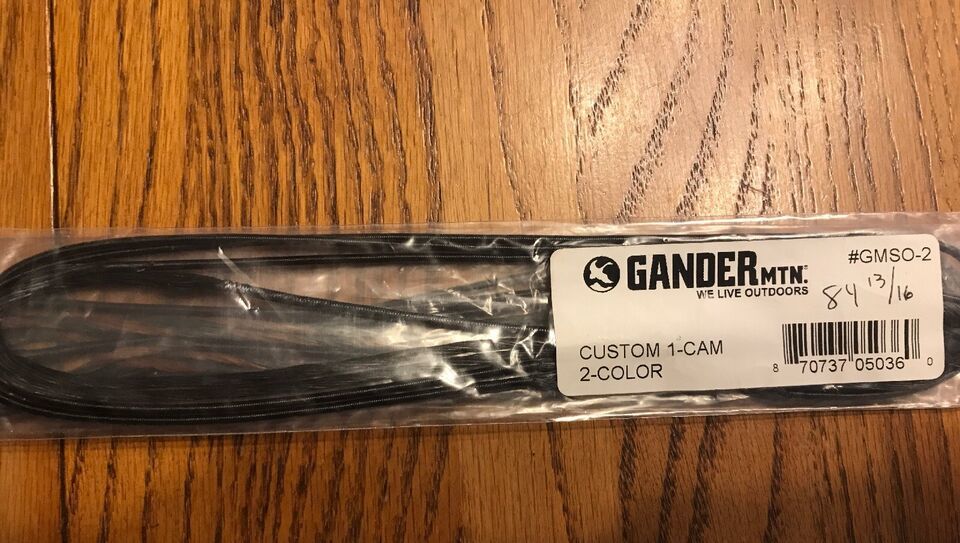 #GMSO-2
GANDER MTN.®
WE LIVE OUTDOORS
84 13/16
CUSTOM 1-CAM
2-COLOR
8 70737 05036 0